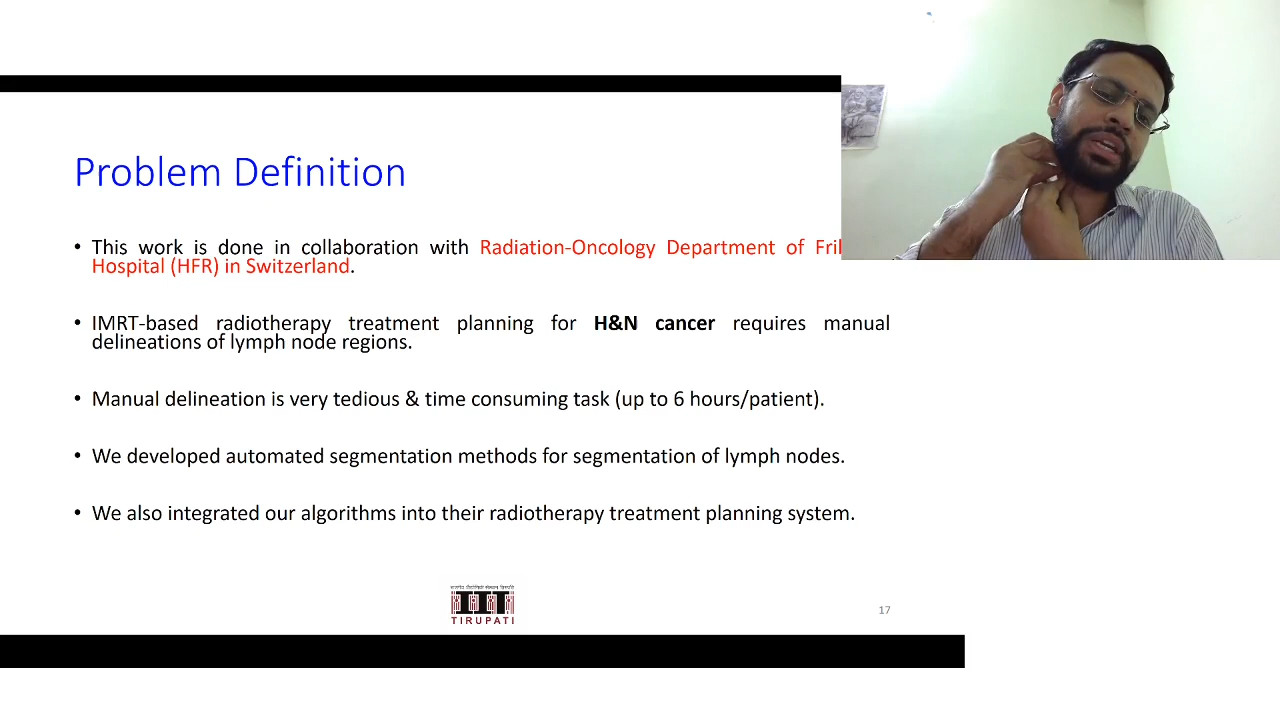 Problem Definition
• This work is done in collaboration with Radiation-Oncology Department of
Hospital (HFR) in Switzerland.
• IMRT-based radiotherapy treatment planning for H&N cancer requires manual
delineations of lymph node regions.
• Manual delineation is very tedious & time consuming task (up to 6 hours/patient).
• We developed automated segmentation methods for segmentation of lymph nodes.
• We also integrated our algorithms into their radiotherapy treatment planning system.
TIRUPATI
17